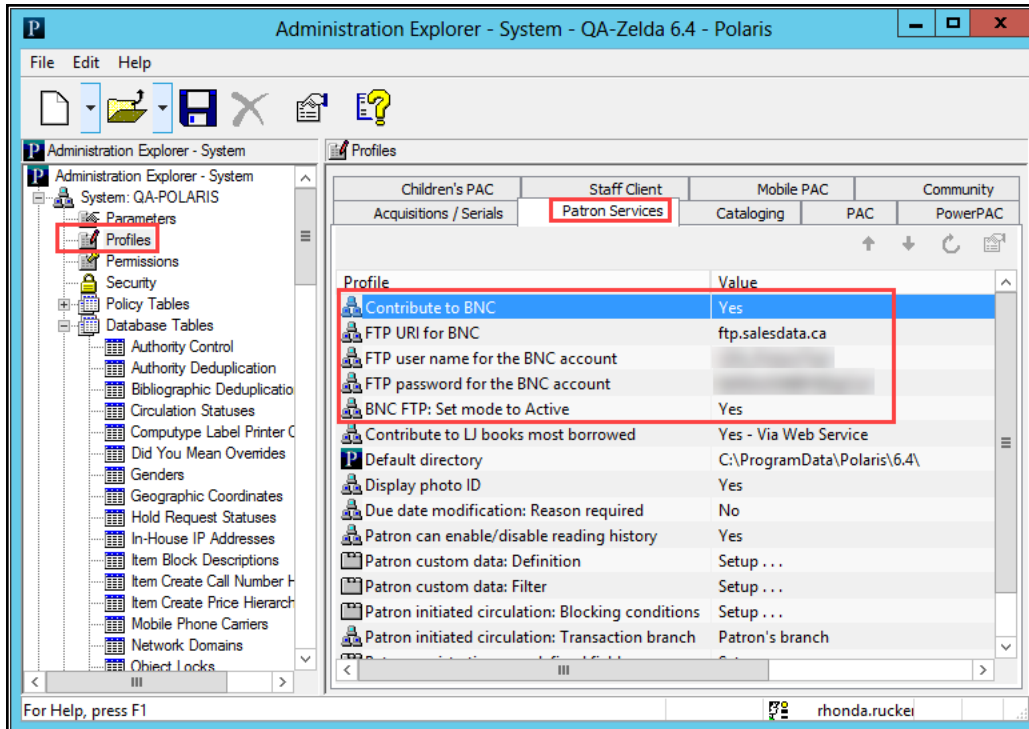 P
Administration Explorer - System - QA-Zelda 6.4 - Polaris
x
File Edit Help
P Administration Explorer - System
P Administration Explorer - System
System: QA-POLARIS
Parameters
Profiles
Permissions
Security
Policy Tables
Database Tables
Authority Control
Authority Deduplication
Bibliographic Deduplicatio
Circulation Statuses
Computype Label Printer C
Did You Mean Overrides
Genders
Geographic Coordinates
Hold Request Statuses
In-House IP Addresses
Item Block Descriptions
Item Create Call Number H
Item Create Price Hierarch
Mobile Phone Carriers
Network Domains
Object Locks
Profiles
Children's PAC Staff Client Mobile PAC Community
Acquisitions / Serials Patron Services Cataloging PAC PowerPAC
Profile Value
Contribute to BNC Yes
FTP URI for BNC ftp.salesdata.ca
FTP user name for the BNC account
FTP password for the BNC account
BNC FTP: Set mode to Active Yes
Contribute to LJ books most borrowed Yes - Via Web Service
P Default directory C:\ProgramData\Polaris\6.4\
Display photo ID Yes
Due date modification: Reason required No
Patron can enable/disable reading history Yes
Patron custom data: Definition Setup . . .
Patron custom data: Filter Setup . . .
Patron initiated circulation: Blocking conditions Setup . . .
Patron initiated circulation: Transaction branch Patron's branch
For Help, press F1
rhonda.rucker